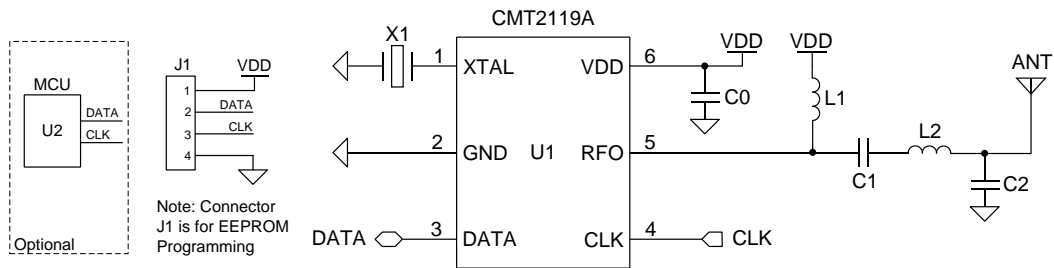 CMT2119A
MCU
U2
DATA
CLK
Optional
J1
VDD
1
2
DATA
3
CLK
4
Note: Connector
J1 is for EEPROM
Programming
X1
1
XTAL
VDD
6
VDD
C0
2
GND
U1
RFO
5
DATA
3
DATA
CLK
4
CLK
VDD
L1
C1
L2
C2
ANT